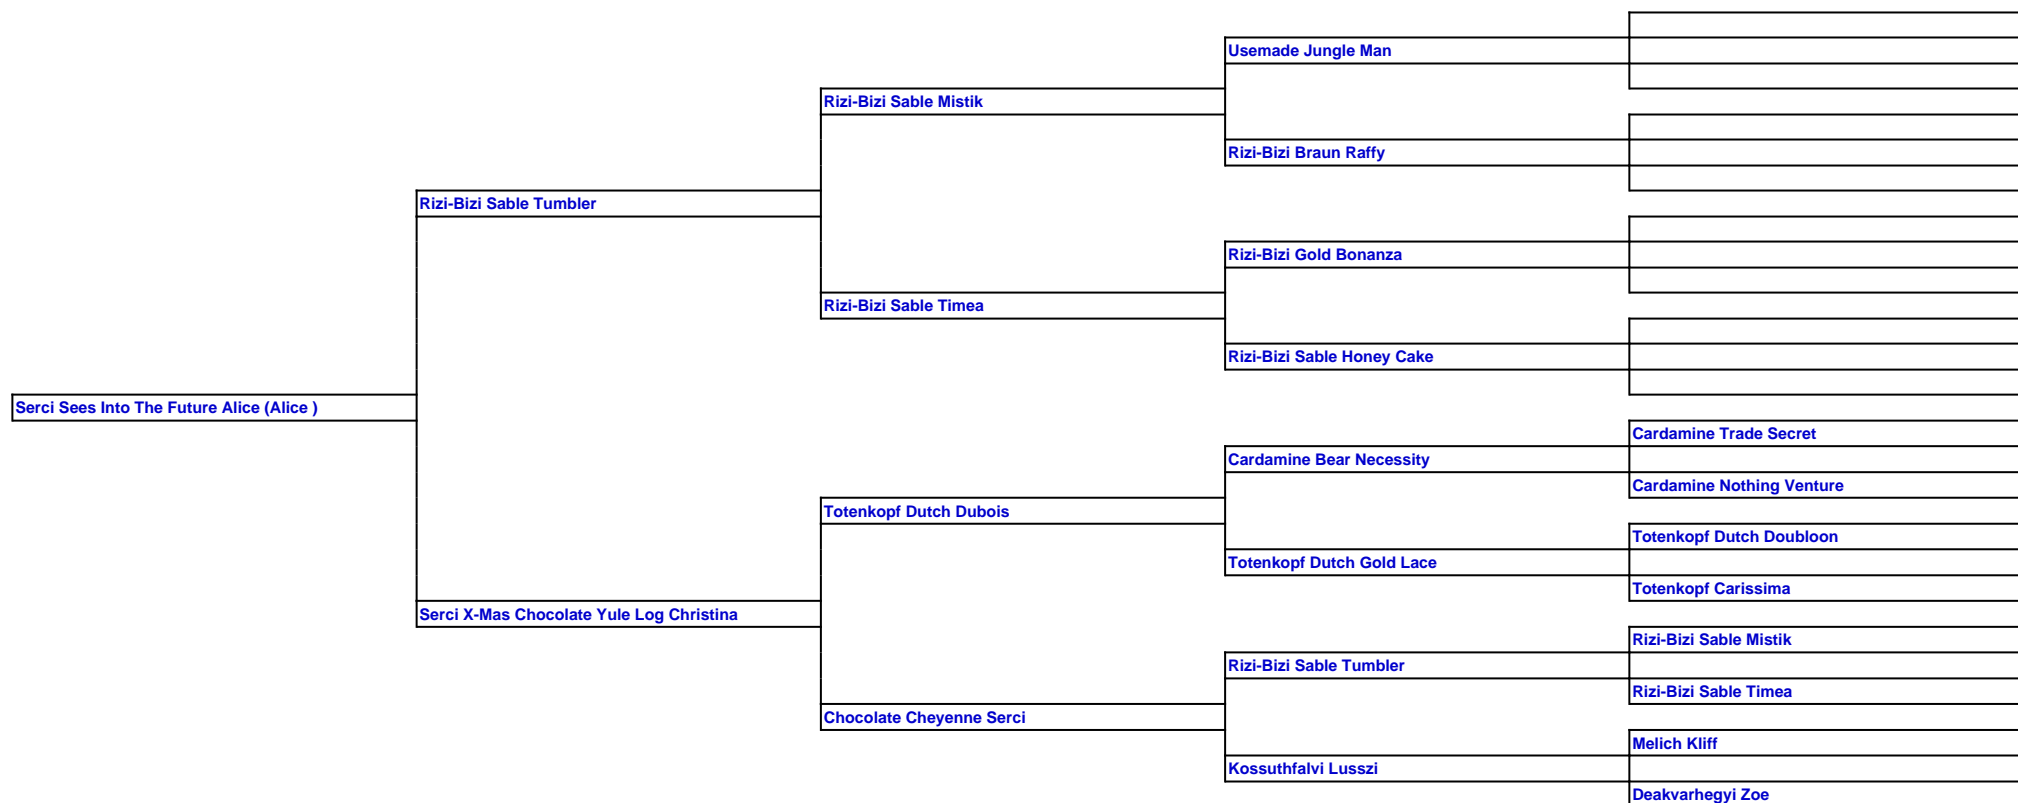 Usemade Jungle Man
Rizi-Bizi Sable Mistik
Rizi-Bizi Braun Raffy
Rizi-Bizi Sable Tumbler
Rizi-Bizi Gold Bonanza
Rizi-Bizi Sable Timea
Rizi-Bizi Sable Honey Cake
Serci Sees Into The Future Alice (Alice )
Cardamine Trade Secret
Cardamine Bear Necessity
Cardamine Nothing Venture
Totenkopf Dutch Dubois
Totenkopf Dutch Doubloon
Totenkopf Dutch Gold Lace
Totenkopf Carissima
Serci X-Mas Chocolate Yule Log Christina
Rizi-Bizi Sable Mistik
Rizi-Bizi Sable Tumbler
Rizi-Bizi Sable Timea
Chocolate Cheyenne Serci
Melich Kliff
Kossuthfalvi Lusszi
Deakvarhegyi Zoe